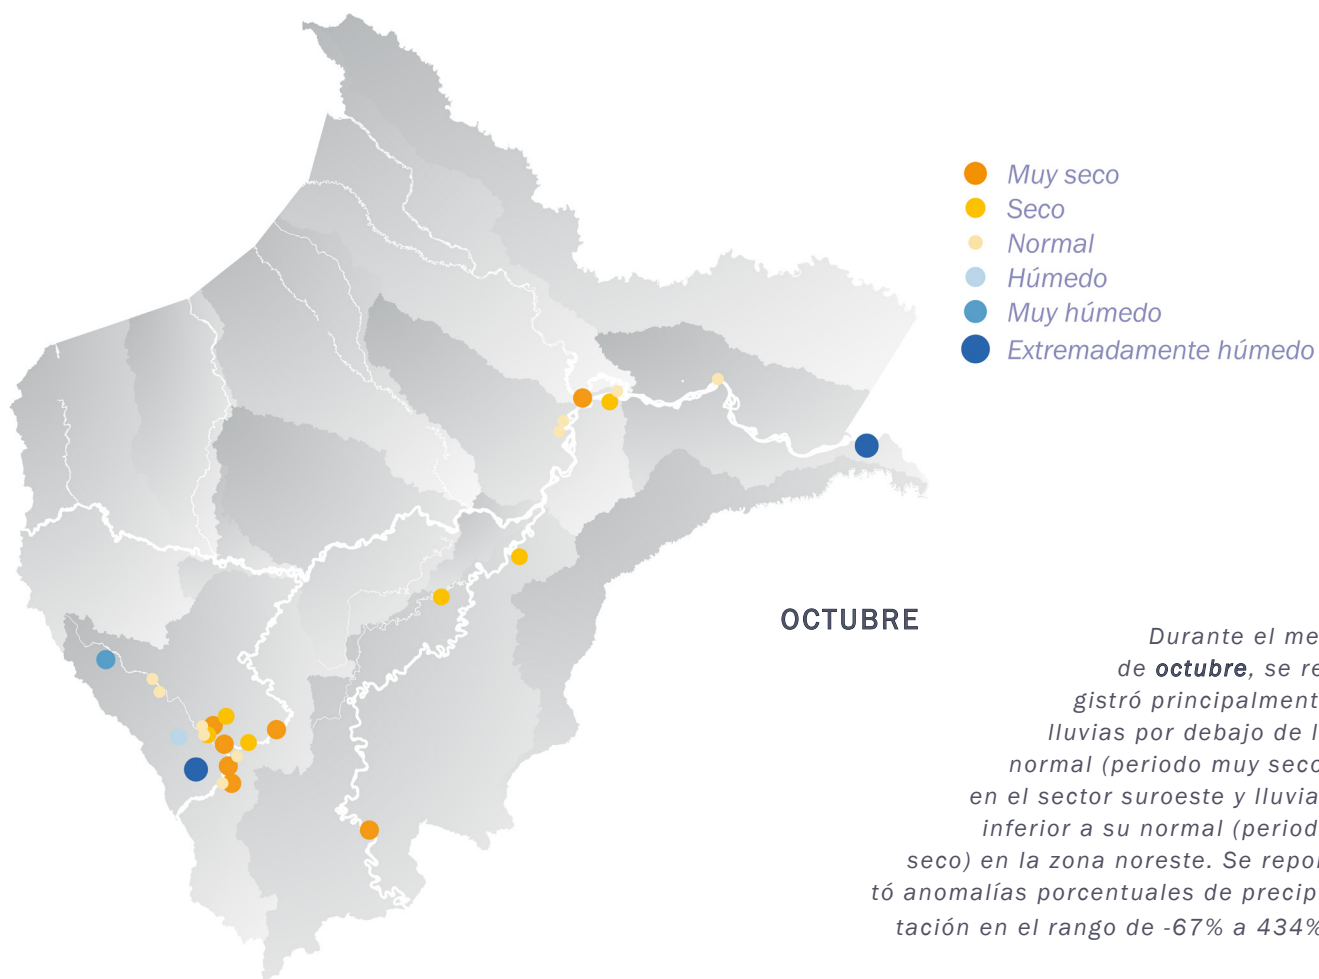 Muy seco
Seco
Normal
Húmedo
Muy húmedo
Extremadamente húmedo
OCTUBRE
Durante el me
de octubre, se re
gistró principalment
lluvias por debajo de l
normal (periodo muy seco
en el sector suroeste y lluvia
inferior a su normal (period
seco) en la zona noreste. Se repor
tó anomalías porcentuales de precip
tación en el rango de -67% a 434%